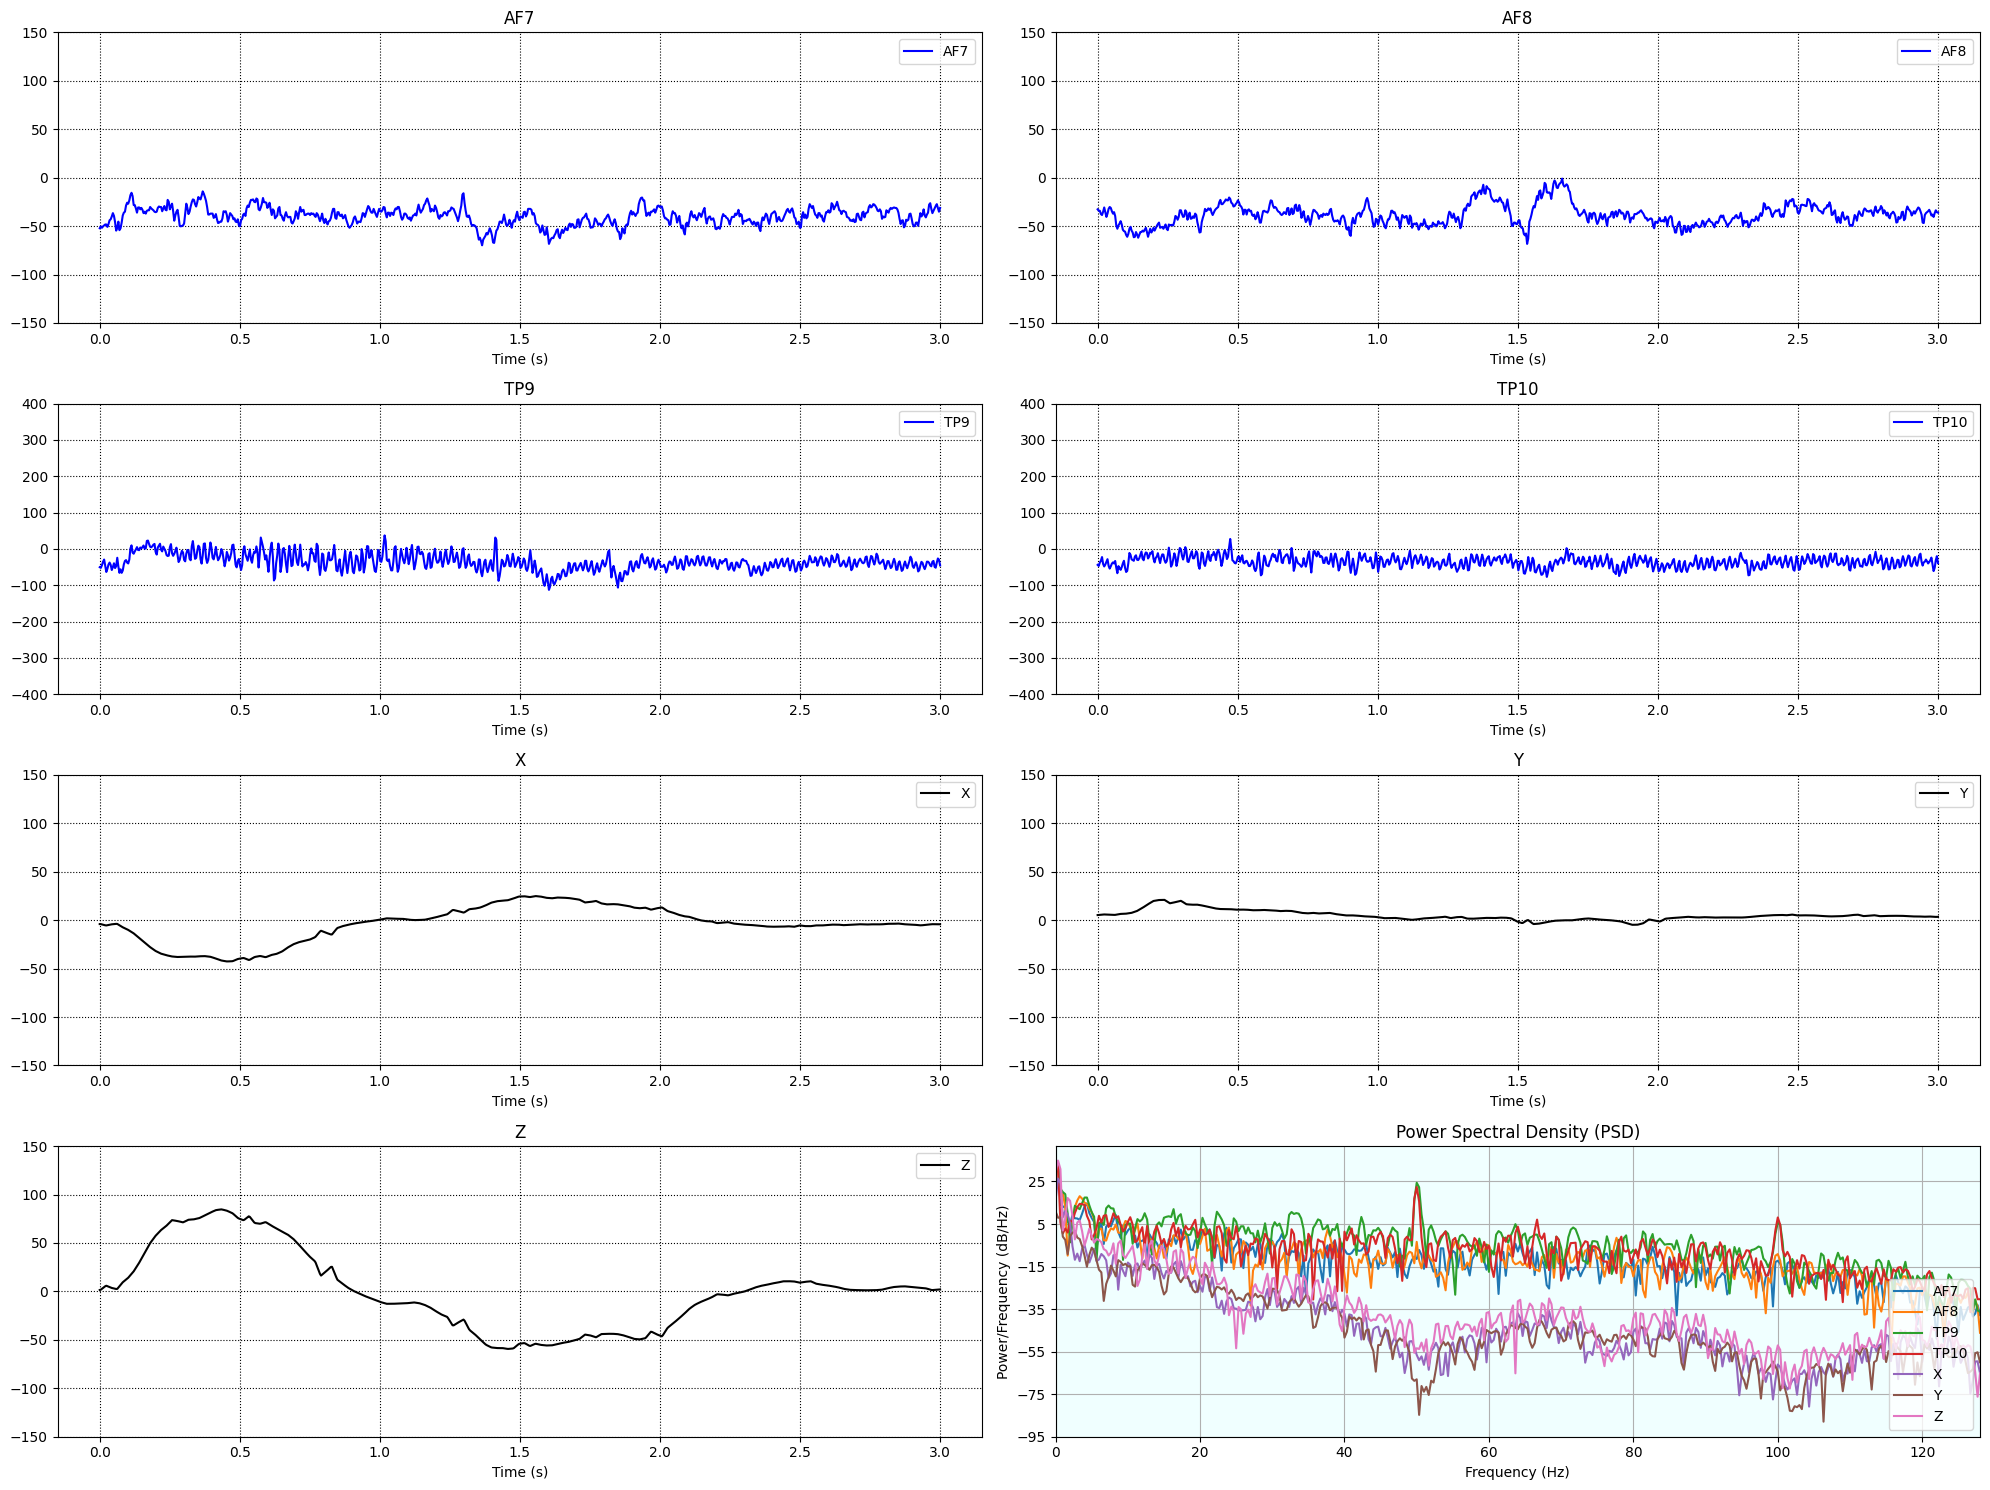 AF7
150
100
50
0
−50
−100
−150
0.0 0.5 1.0 1.5 2.0 2.5 3.0
Time (s)
AF7
AF8
150
100
50
0
−50
−100
−150
0.0 0.5 1.0 1.5 2.0 2.5 3.0
Time (s)
AF8
TP9
400
300
200
100
0
−100
−200
−300
−400
0.0 0.5 1.0 1.5 2.0 2.5 3.0
Time (s)
TP9
TP10
400
300
200
100
0
−100
−200
−300
−400
0.0 0.5 1.0 1.5 2.0 2.5 3.0
Time (s)
TP10
X
150
100
50
0
−50
−100
−150
0.0 0.5 1.0 1.5 2.0 2.5 3.0
Time (s)
X
Y
150
100
50
0
−50
−100
−150
0.0 0.5 1.0 1.5 2.0 2.5 3.0
Time (s)
Y
Z
150
100
50
0
−50
−100
−150
0.0 0.5 1.0 1.5 2.0 2.5 3.0
Time (s)
Z
Power Spectral Density (PSD)
Power/Frequency (dB/Hz)
25
5
−15
−35
−55
−75
−95
0 20 40 60 80 100 120
Frequency (Hz)
AF7
AF8
TP9
TP10
X
Y
Z